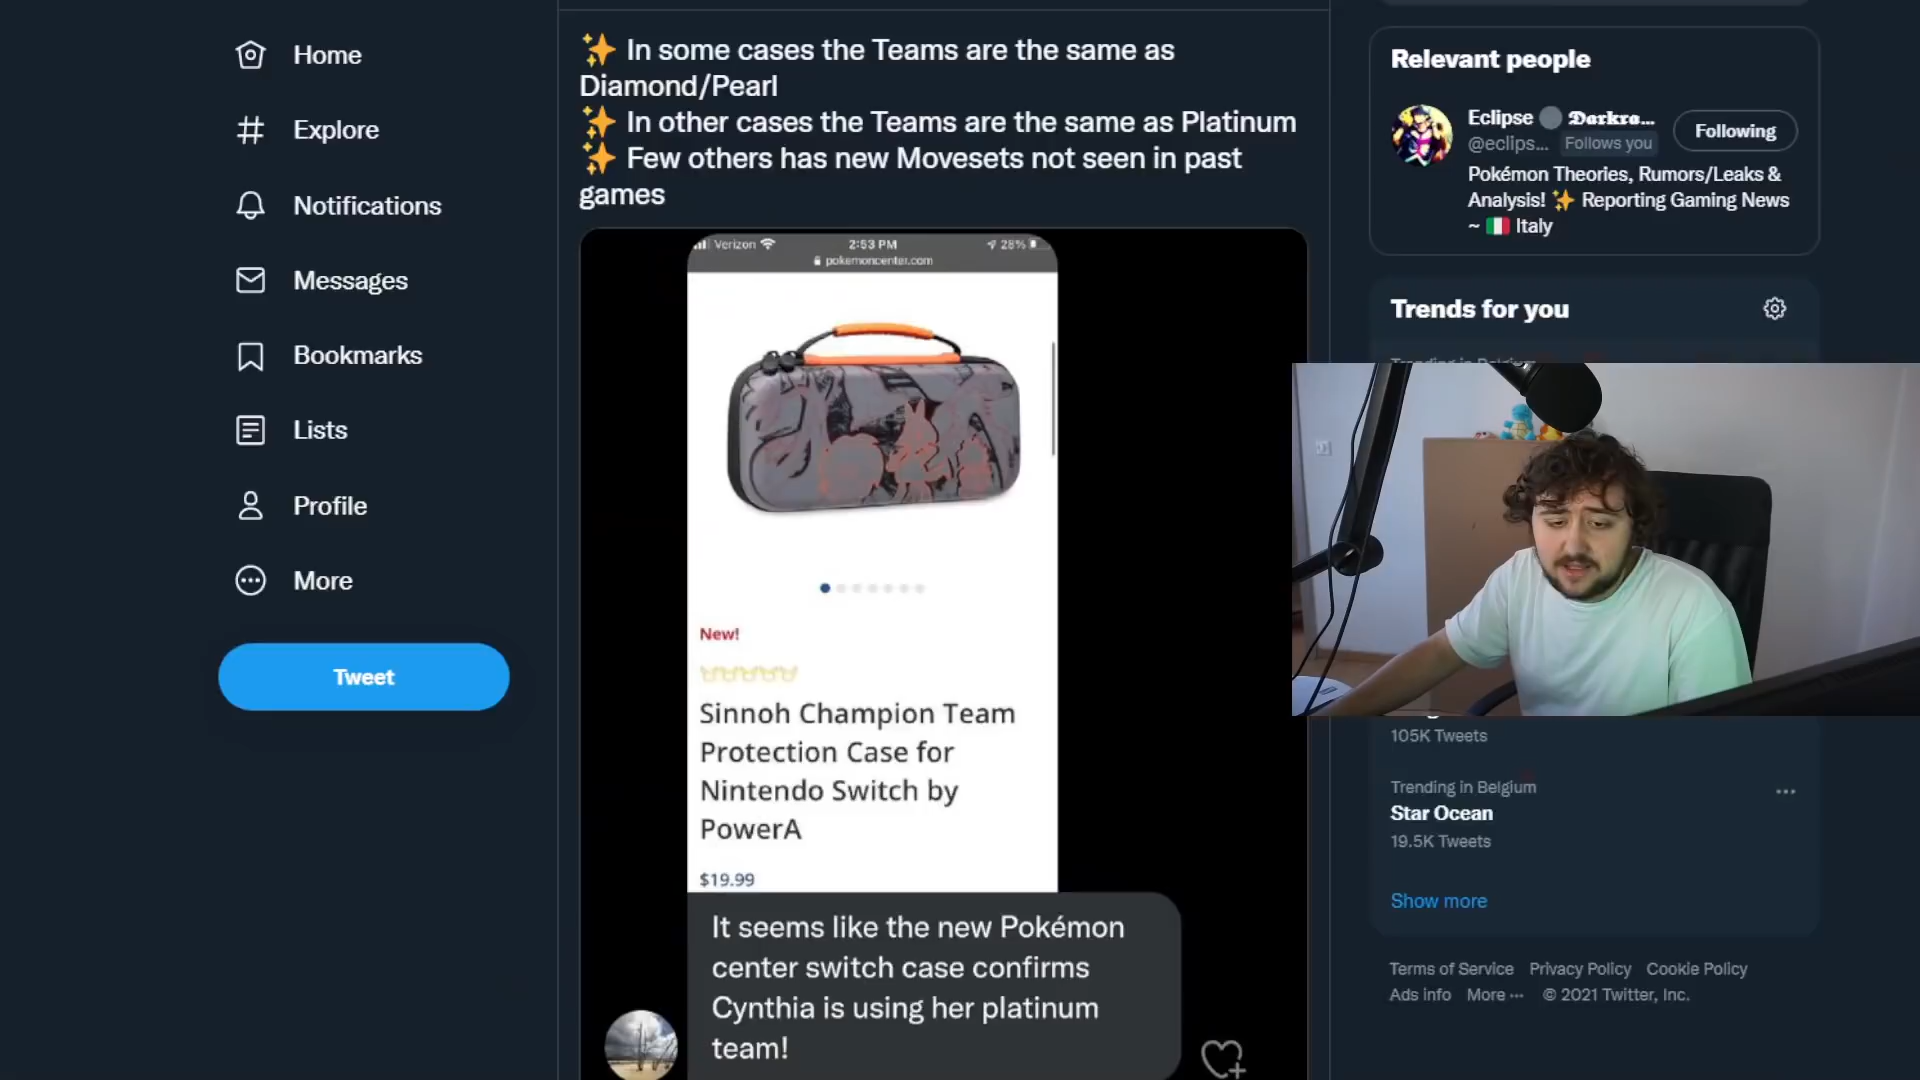 Home
Explore
Notifications
Messages
Bookmarks
Lists
Profile
More
Tweet
✨ In some cases the Teams are the same as
Diamond/Pearl
✨ In other cases the Teams are the same as Platinum
✨ Few others has new Movesets not seen in past
games
Verizon 2:53 PM 28%
pokemoncenter.com
New!
Sinnoh Champion Team
Protection Case for
Nintendo Switch by
PowerA
$19.99
It seems like the new Pokémon
center switch case confirms
Cynthia is using her platinum
team!
Relevant people
Eclipse 𝕯𝖆𝖗𝖐𝖗𝖆...
@eclips... Follows you
Following
Pokémon Theories, Rumors/Leaks &
Analysis! ✨ Reporting Gaming News
~ 🇮🇹 Italy
Trends for you
Trending in Belgium
105K Tweets
Trending in Belgium
Star Ocean
19.5K Tweets
Show more
Terms of Service Privacy Policy Cookie Policy
Ads info More ··· © 2021 Twitter, Inc.